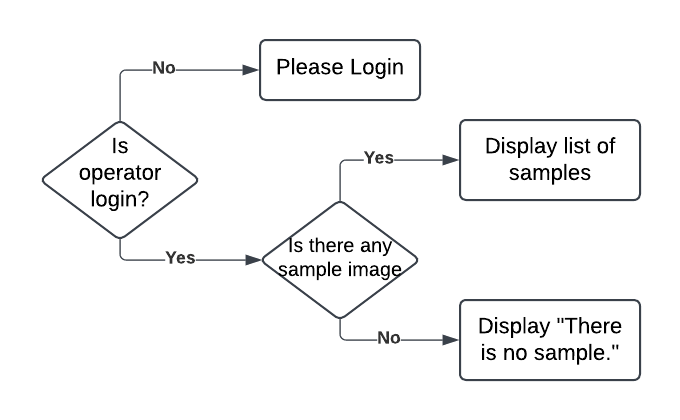 No
Please Login
Is
operator
login?
Yes
Display list of
samples
Yes
Is there any
sample image
No
Display "There
is no sample."